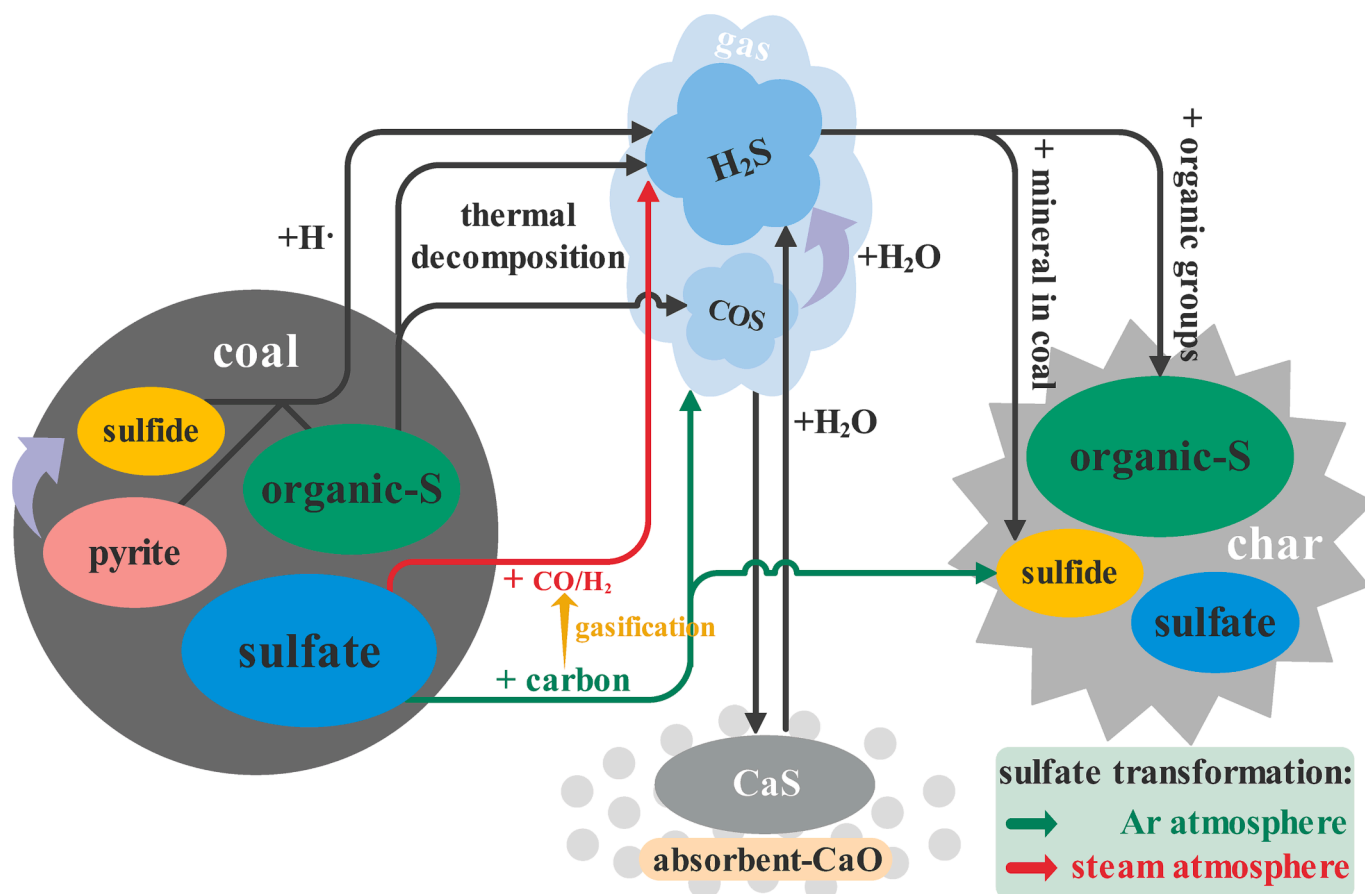 gas
H₂S
+H·
thermal
decomposition
+H₂O
COS
+ mineral in coal
+ organic groups
coal
sulfide
organic-S
pyrite
sulfate
+H₂O
+ CO/H₂
gasification
+ carbon
organic-S
char
sulfide
sulfate
CaS
absorbent-CaO
sulfate transformation:
Ar atmosphere
steam atmosphere